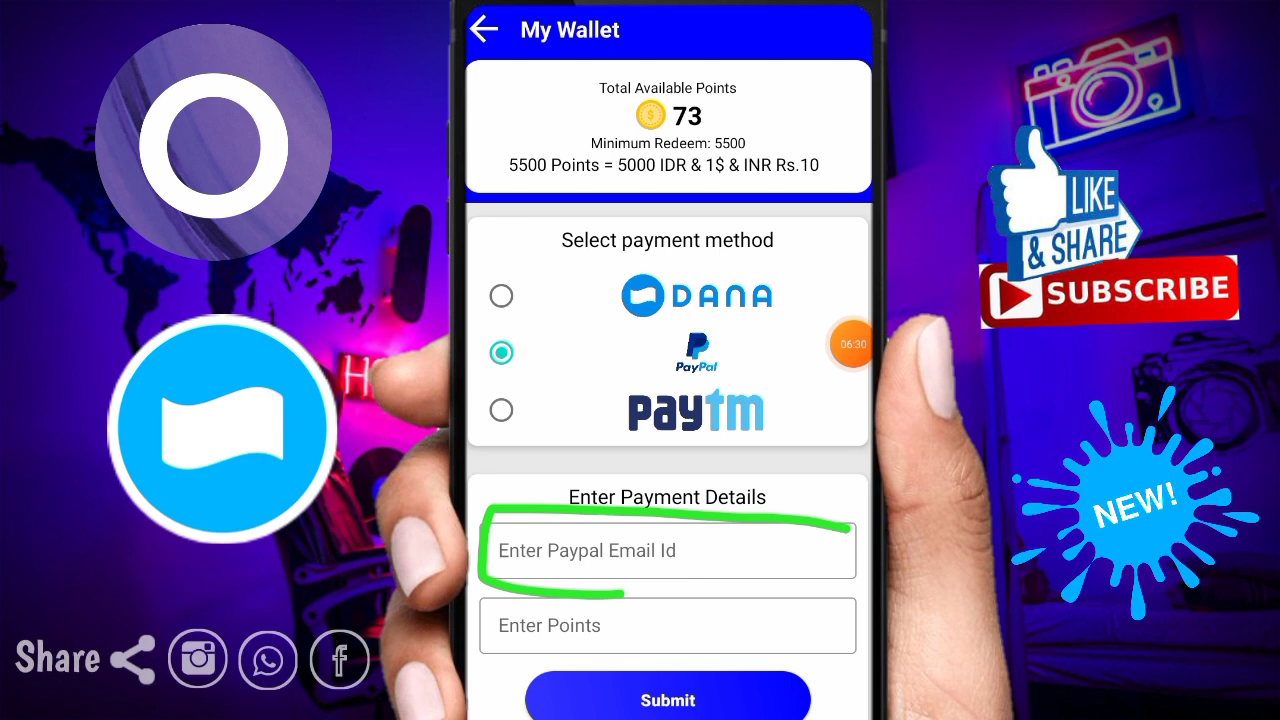 My Wallet
Total Available Points
73
Minimum Redeem: 5500
5500 Points = 5000 IDR & 1$ & INR Rs.10
Select payment method
DANA
PayPal
06:30
paytm
Enter Payment Details
Enter Paypal Email Id
Enter Points
Submit
LIKE
& SHARE
SUBSCRIBE
NEW!
H
Share